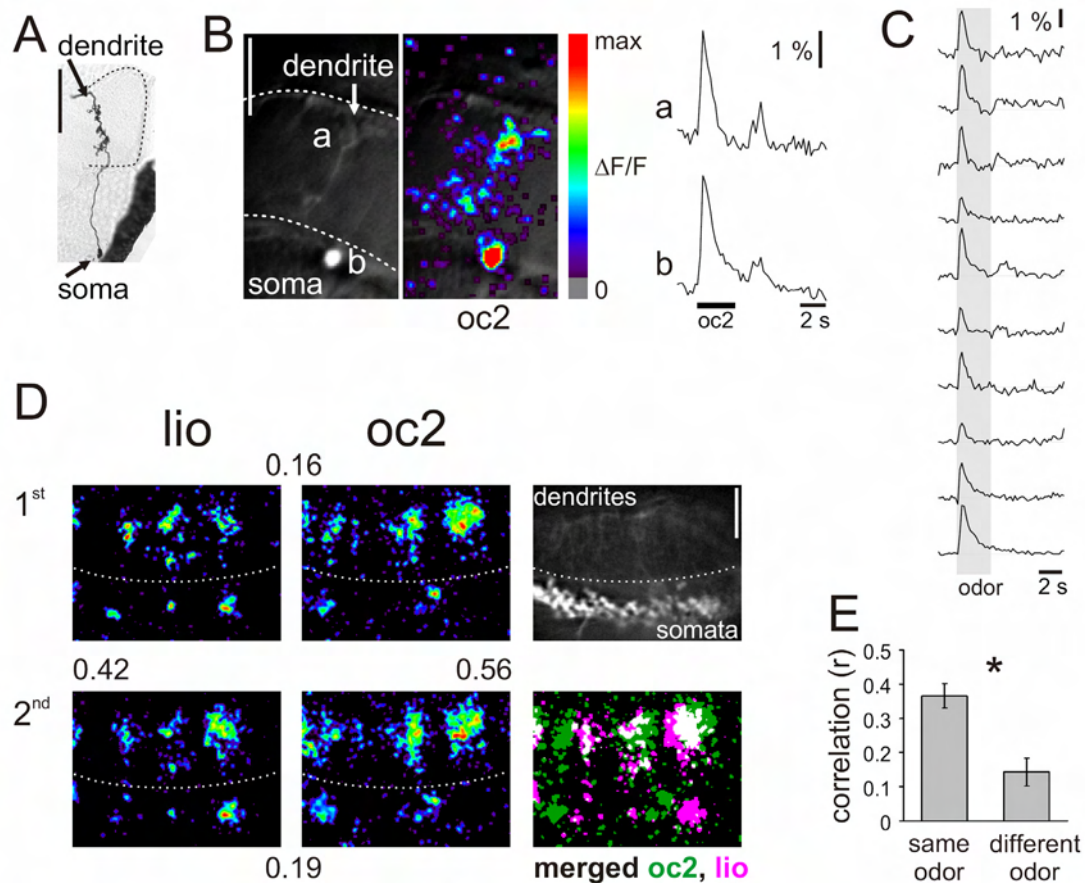 A
dendrite
soma
B
dendrite
a
b
soma
oc2
max
ΔF/F
0
1 %
a
b
oc2
2 s
C
1 %
odor
2 s
D
lio
oc2
0.16
1st
dendrites
somata
0.42
0.56
2nd
0.19
merged oc2, lio
E
correlation (r)
0.5
0.4
0.3
0.2
0.1
0
*
same odor
different odor